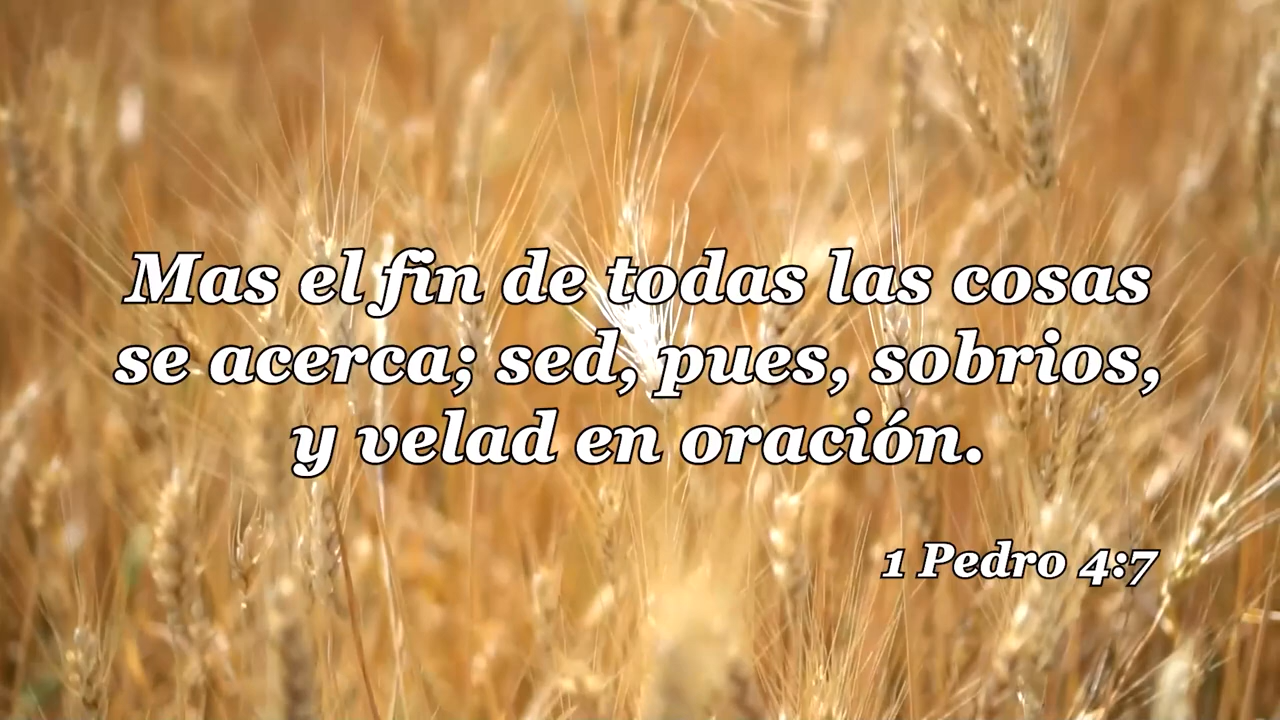 Mas el fin de todas las cosas
se acerca; sed, pues, sobrios,
y velad en oración.
1 Pedro 4:7